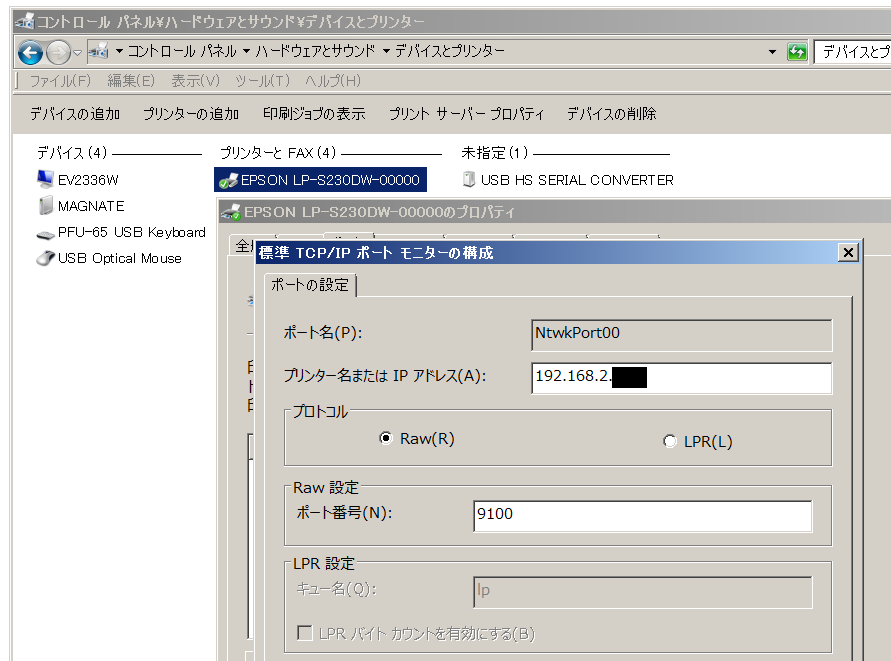 コントロール パネル¥ハードウェアとサウンド¥デバイスとプリンター
コントロール パネル ハードウェアとサウンド デバイスとプリンター
デバイスとプ
ファイル(F) 編集(E) 表示(V) ツール(T) ヘルプ(H)
デバイスの追加 プリンターの追加 印刷ジョブの表示 プリント サーバー プロパティ デバイスの削除
デバイス (4) プリンターと FAX (4) 未指定 (1)
EV2336W EPSON LP-S230DW-00000 USB HS SERIAL CONVERTER
MAGNATE
PFU-65 USB Keyboard
USB Optical Mouse
EPSON LP-S230DW-00000のプロパティ
全
標準 TCP/IP ポート モニターの構成
ポートの設定
ポート名(P): NtwkPort00
プリンター名または IP アドレス(A): 192.168.2.
プロトコル
Raw(R) LPR(L)
Raw 設定
ポート番号(N): 9100
LPR 設定
キュー名(Q): lp
LPR バイト カウントを有効にする(B)